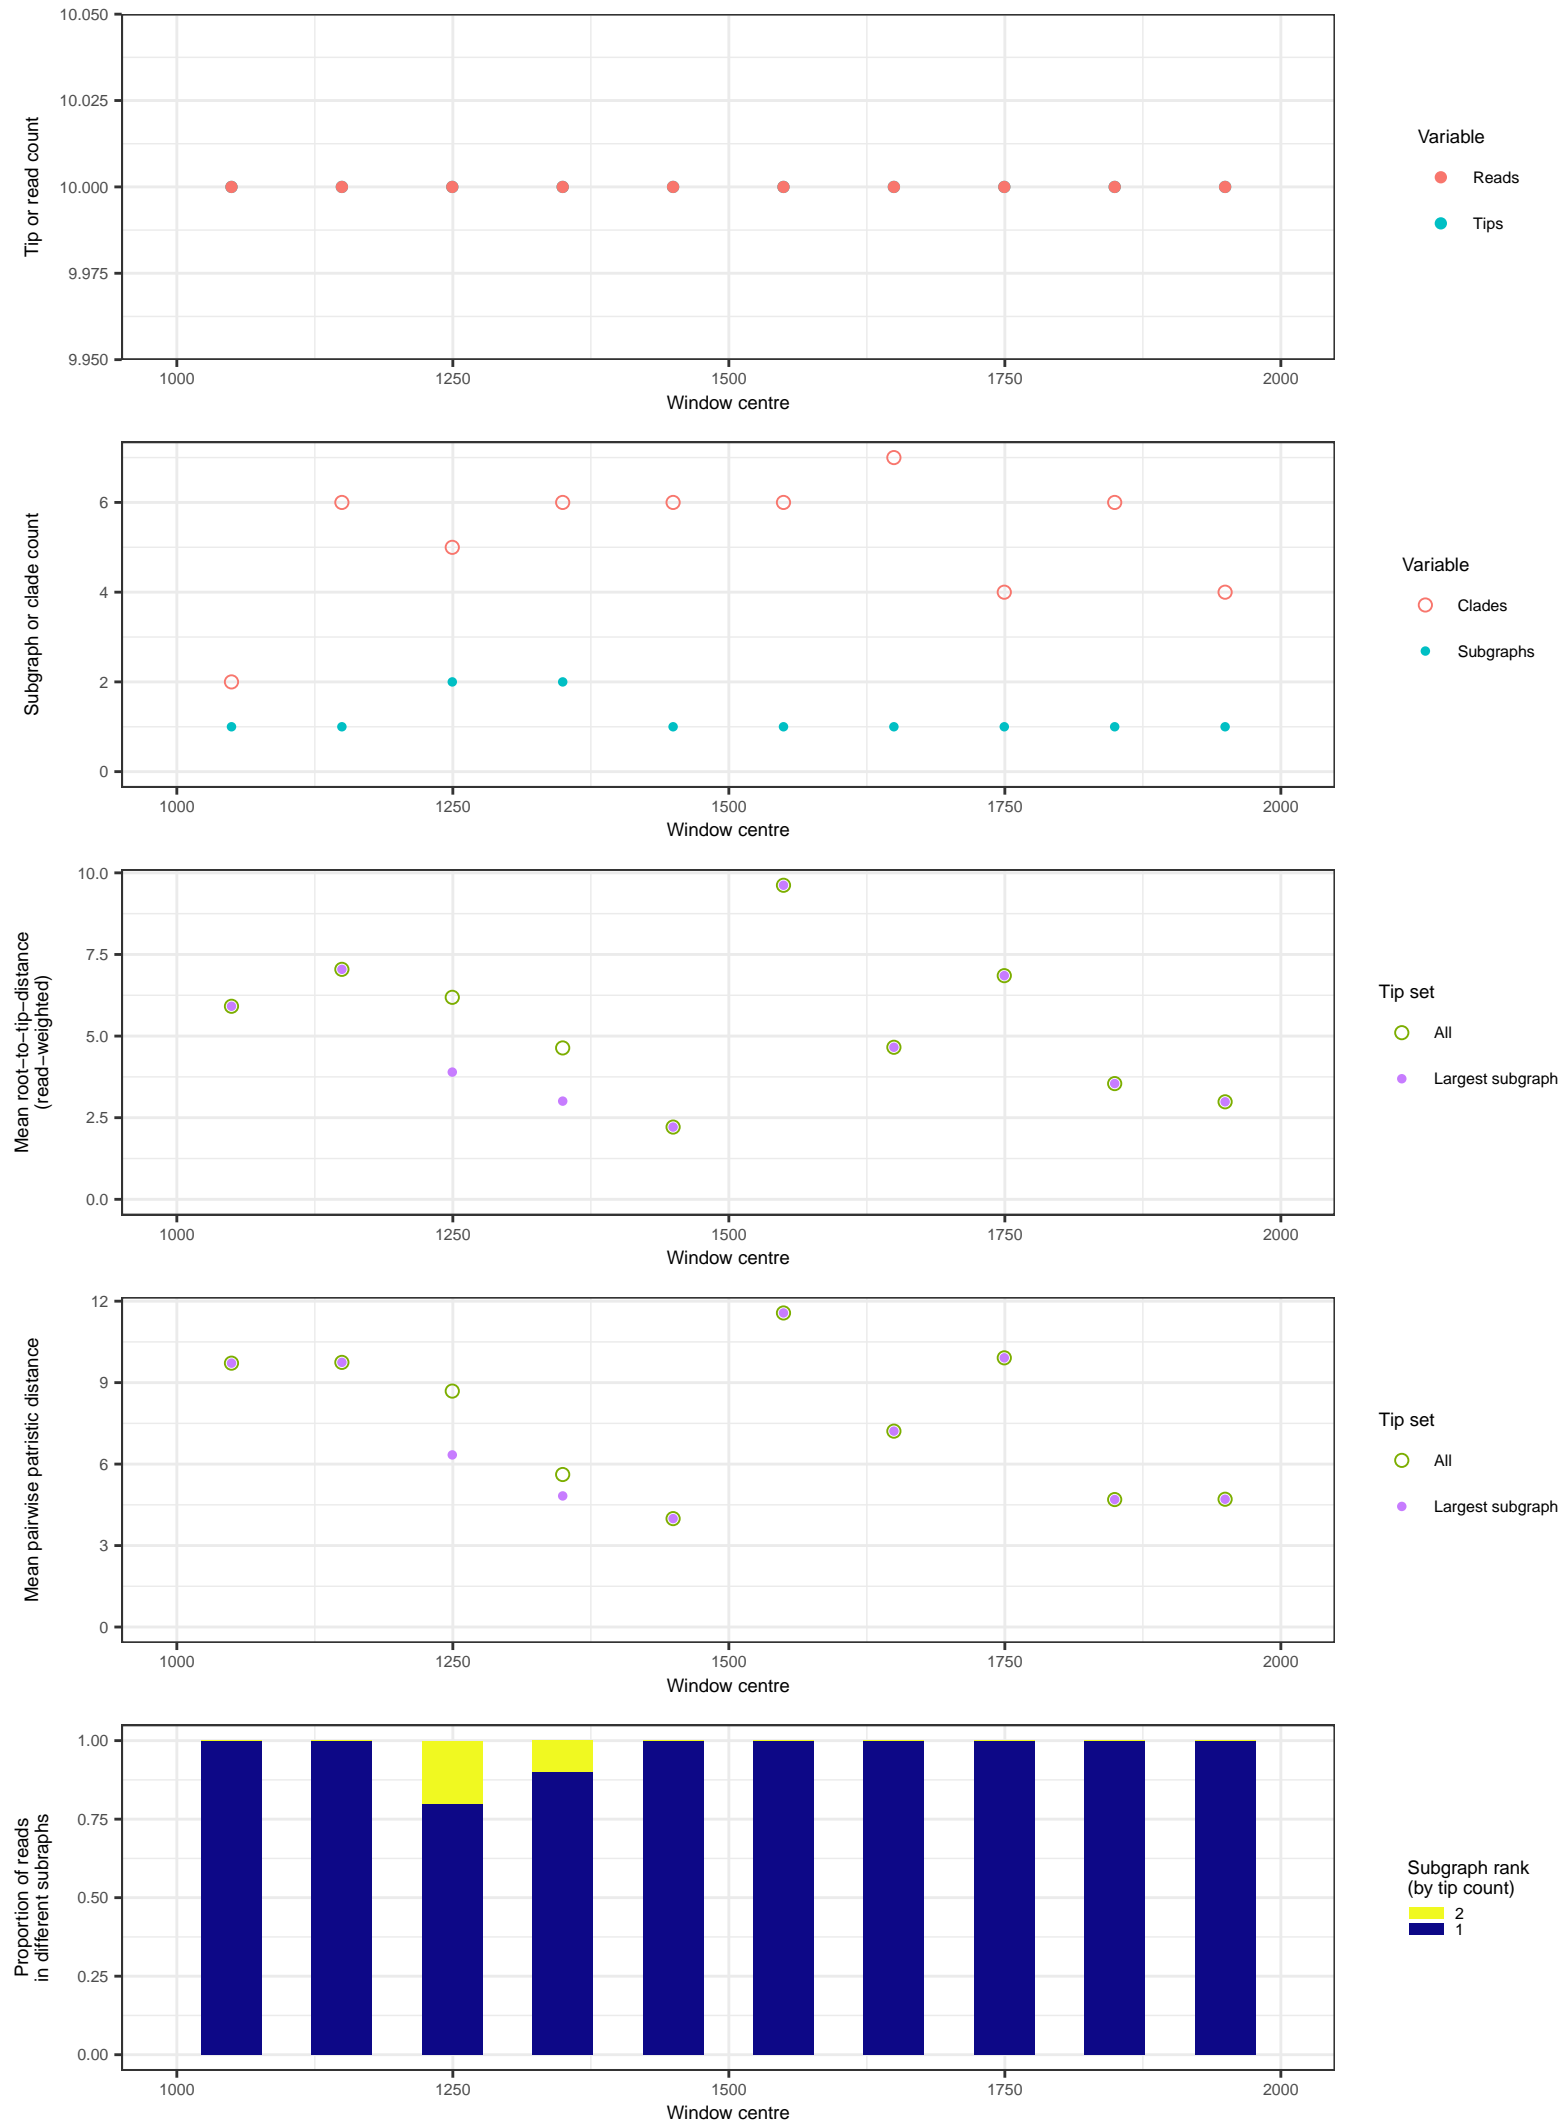 10.050
10.025
10.000
9.975
9.950
Tip or read count
1000 1250 1500 1750 2000
Window centre
Variable
Reads
Tips
6
4
2
0
Subgraph or clade count
1000 1250 1500 1750 2000
Window centre
Variable
Clades
Subgraphs
10.0
7.5
5.0
2.5
0.0
Mean root−to−tip−distance
(read−weighted)
1000 1250 1500 1750 2000
Window centre
Tip set
All
Largest subgraph
12
9
6
3
0
Mean pairwise patristic distance
1000 1250 1500 1750 2000
Window centre
Tip set
All
Largest subgraph
1.00
0.75
0.50
0.25
0.00
Proportion of reads
in different subraphs
1000 1250 1500 1750 2000
Window centre
Subgraph rank
(by tip count)
2
1